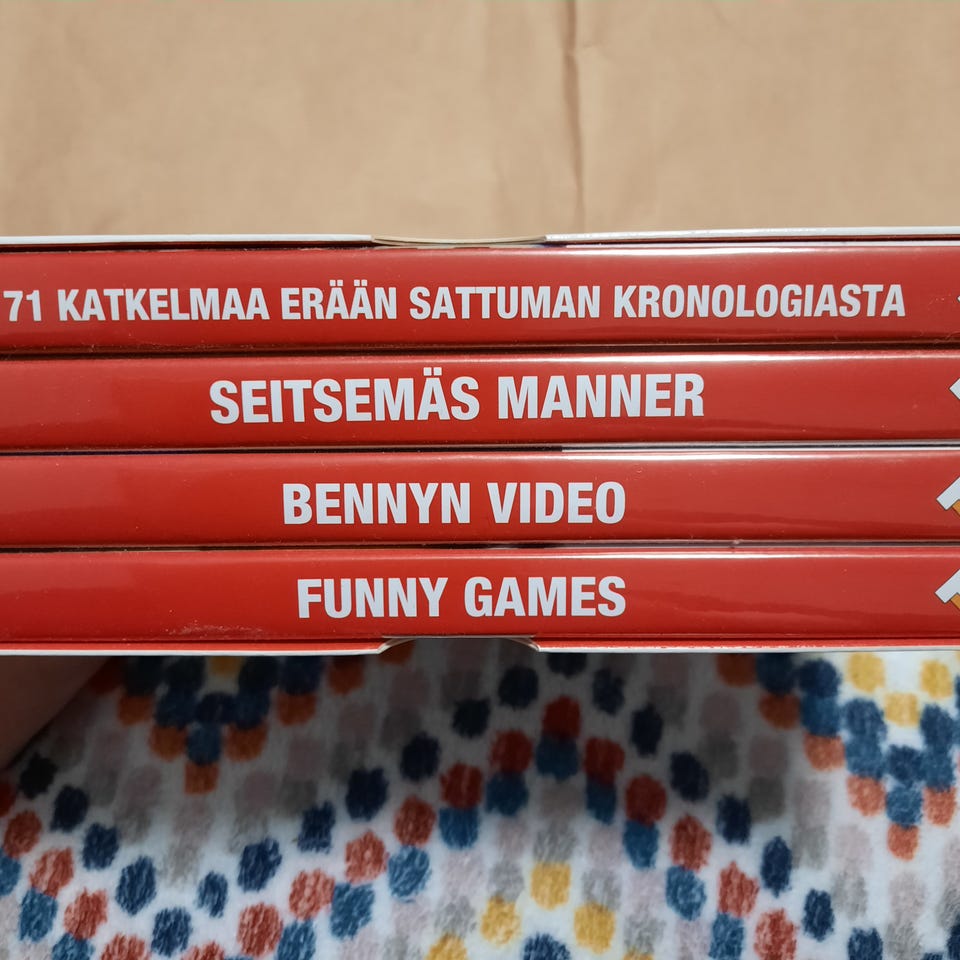 71 KATKELMAA ERÄÄN SATTUMAN KRONOLOGIASTA
SEITSEMÄS MANNER
BENNYN VIDEO
FUNNY GAMES